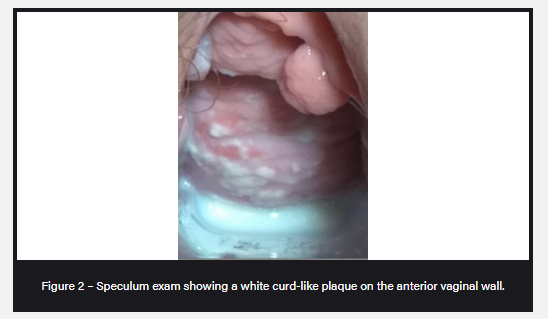 Figure 2 – Speculum exam showing a white curd-like plaque on the anterior vaginal wall.